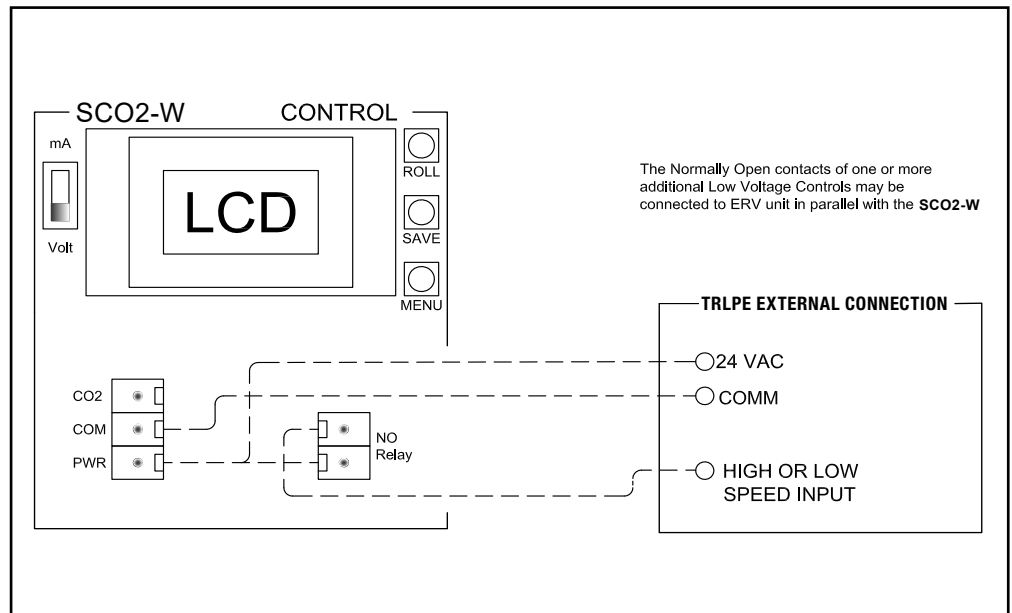 SCO2-W CONTROL
mA
Volt
LCD
ROLL
SAVE
MENU
The Normally Open contacts of one or more
additional Low Voltage Controls may be
connected to ERV unit in parallel with the SCO2-W
CO2
COM
PWR
NO
Relay
TRLPE EXTERNAL CONNECTION
24 VAC
COMM
HIGH OR LOW
SPEED INPUT